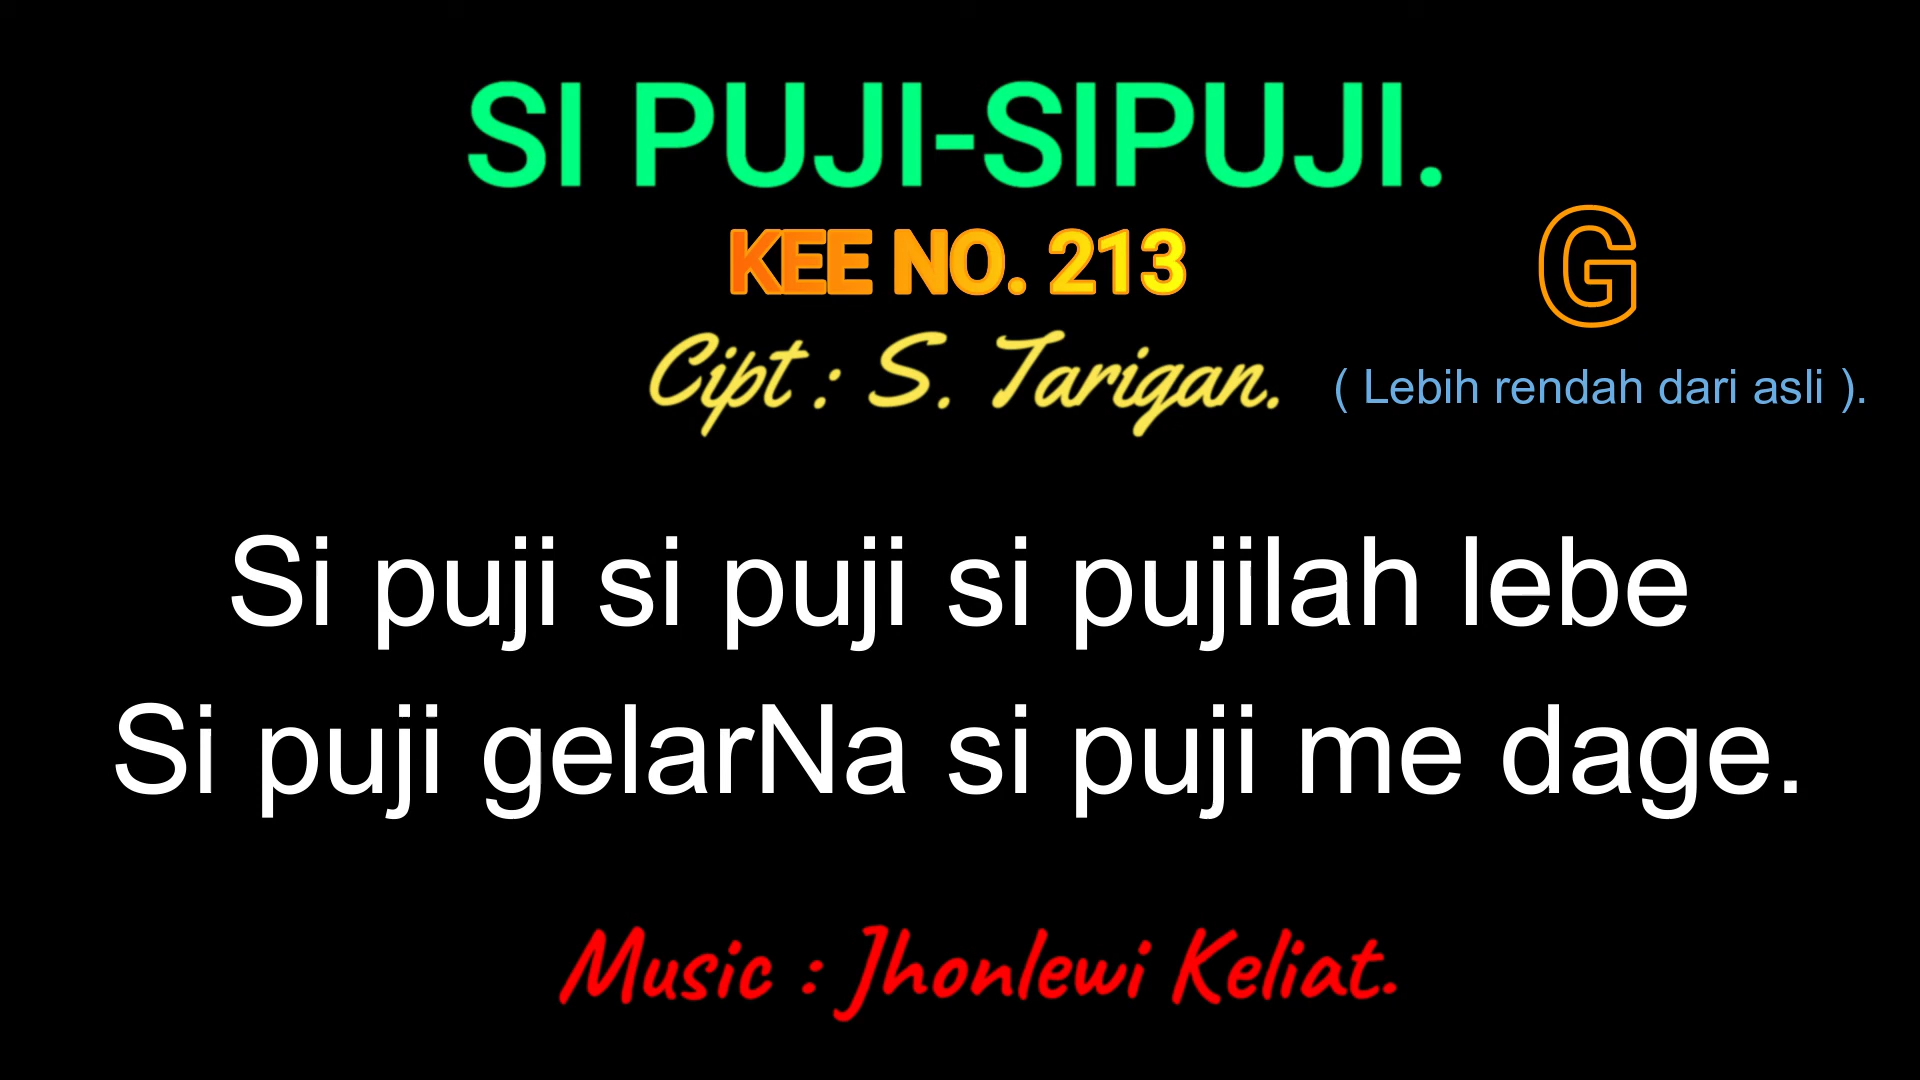 SI PUJI-SIPUJI.
KEE NO. 213
G
Cipt : S. Tarigan.
( Lebih rendah dari asli ).
Si puji si puji si pujilah lebe
Si puji gelarNa si puji me dage.
Music : Jhonlewi Keliat.